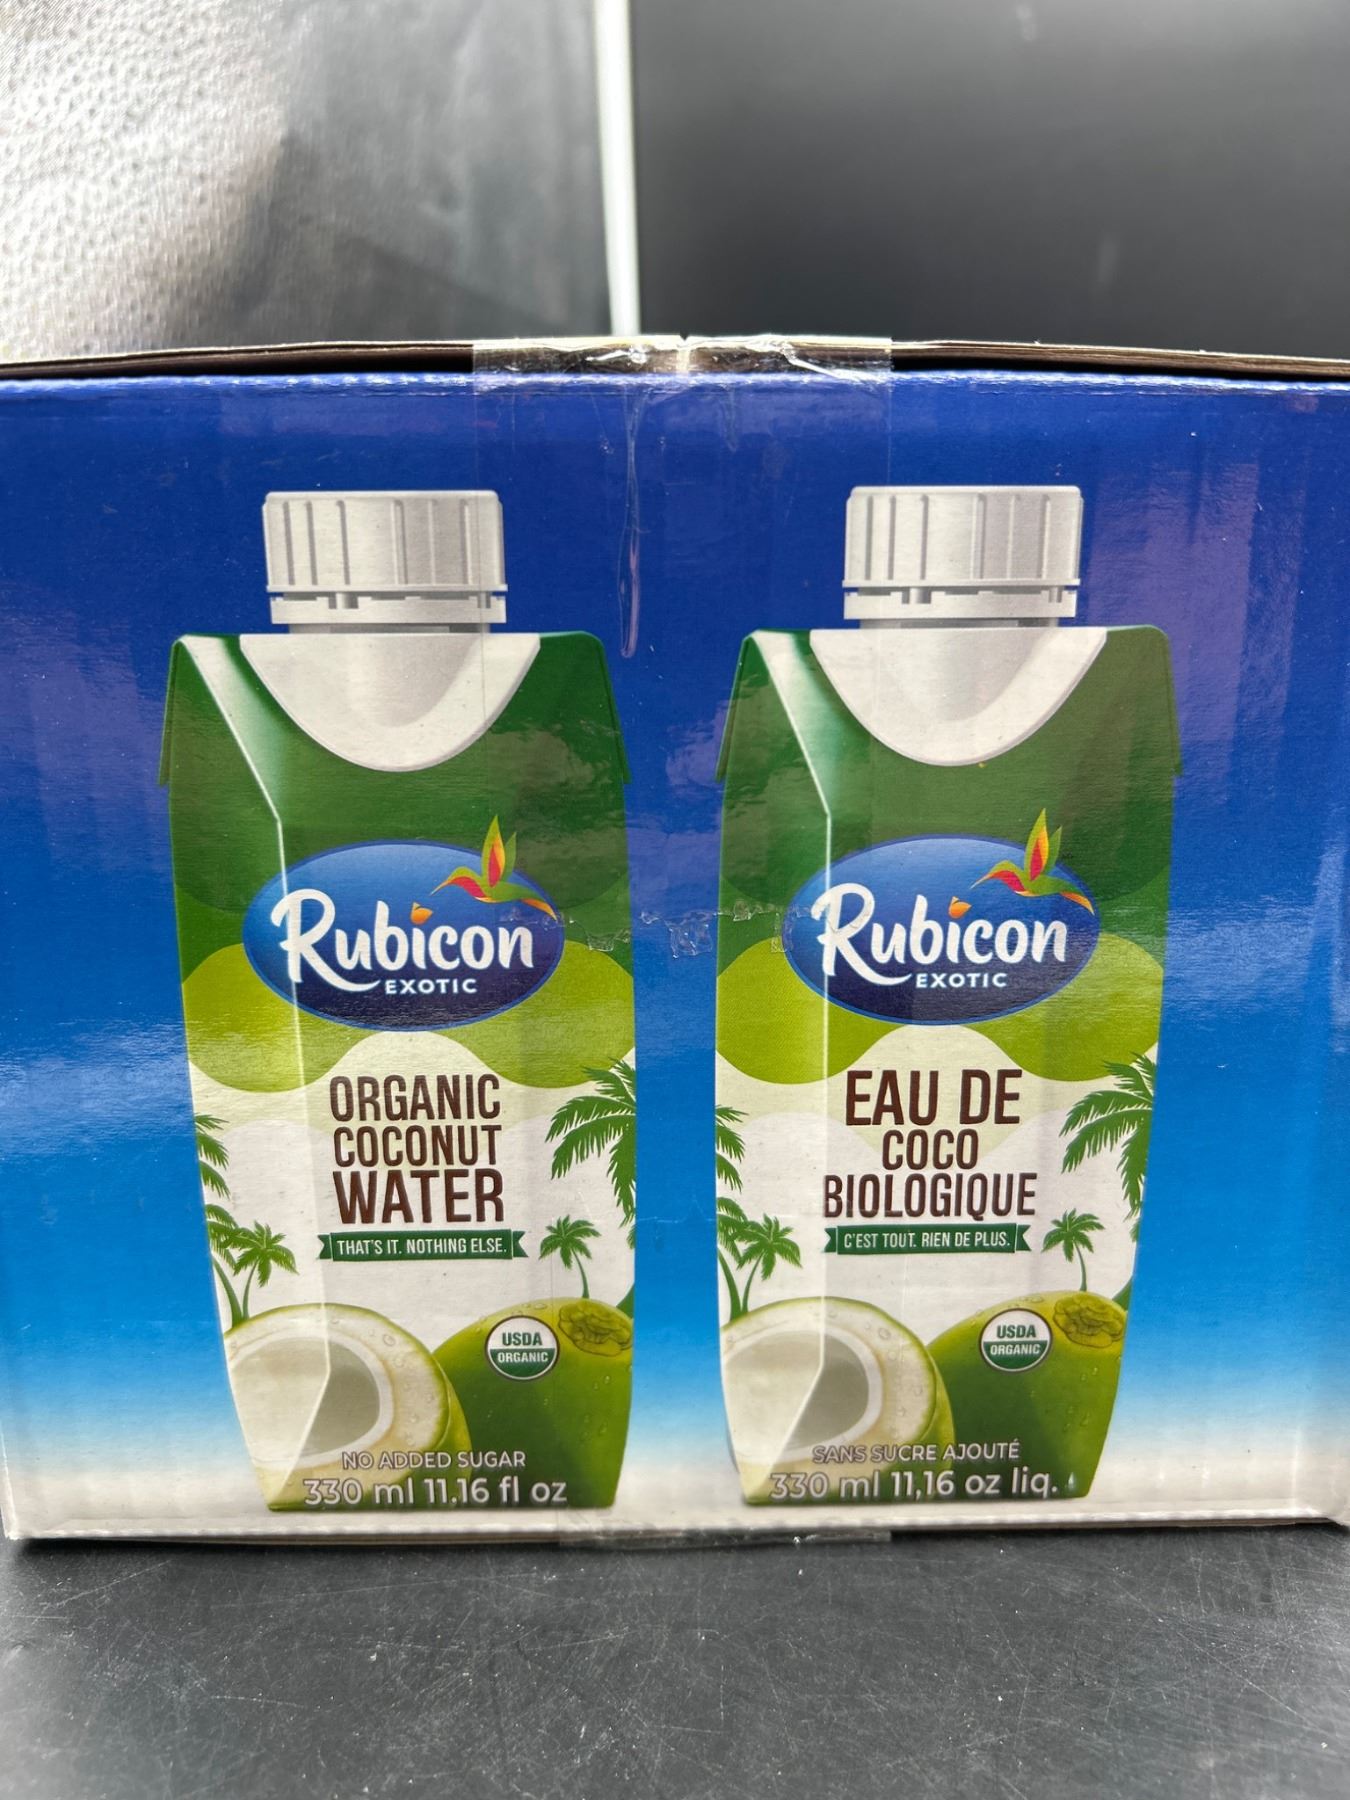 Rubicon
EXOTIC
ORGANIC
COCONUT
WATER
THAT'S IT. NOTHING ELSE.
USDA
ORGANIC
NO ADDED SUGAR
330 ml 11.16 fl oz
Rubicon
EXOTIC
EAU DE
COCO
BIOLOGIQUE
C'EST TOUT. RIEN DE PLUS.
USDA
ORGANIC
SANS SUCRE AJOUTÉ
330 ml 11,16 oz liq.